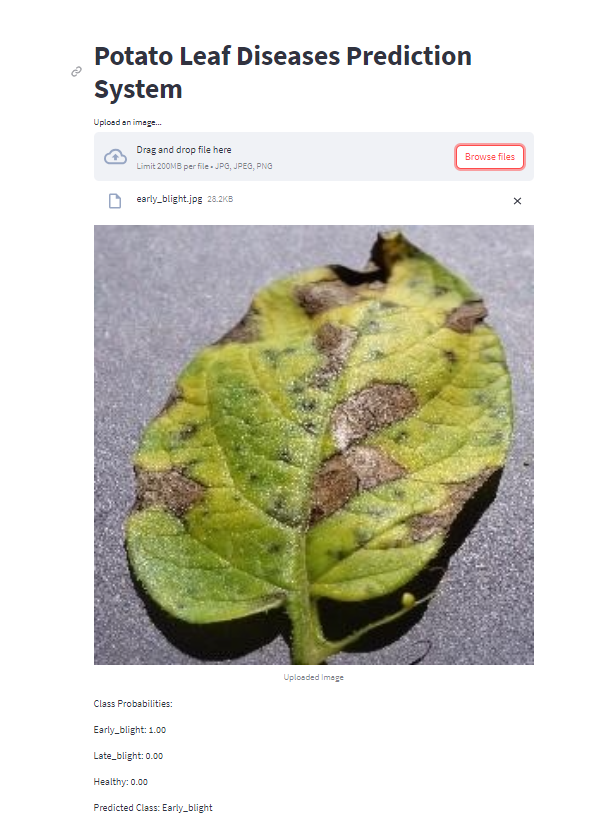 Potato Leaf Diseases Prediction
System
Upload an image...
Drag and drop file here
Limit 200MB per file • JPG, JPEG, PNG
Browse files
early_blight.jpg 28.2KB
Uploaded Image
Class Probabilities:
Early_blight: 1.00
Late_blight: 0.00
Healthy: 0.00
Predicted Class: Early_blight